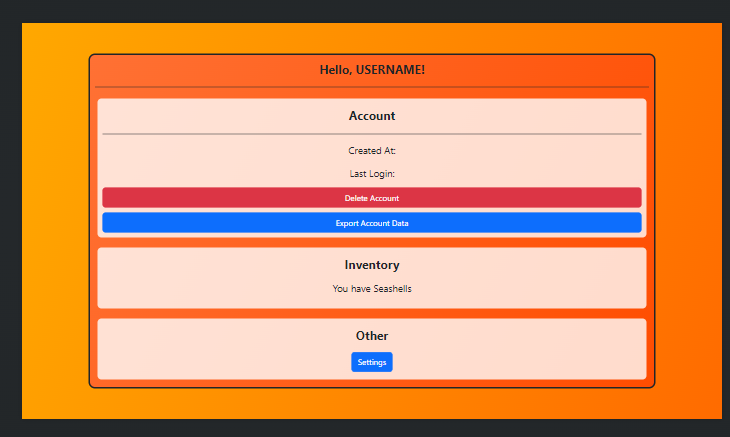 Hello, USERNAME!
Account
Created At:
Last Login:
Delete Account
Export Account Data
Inventory
You have Seashells
Other
Settings